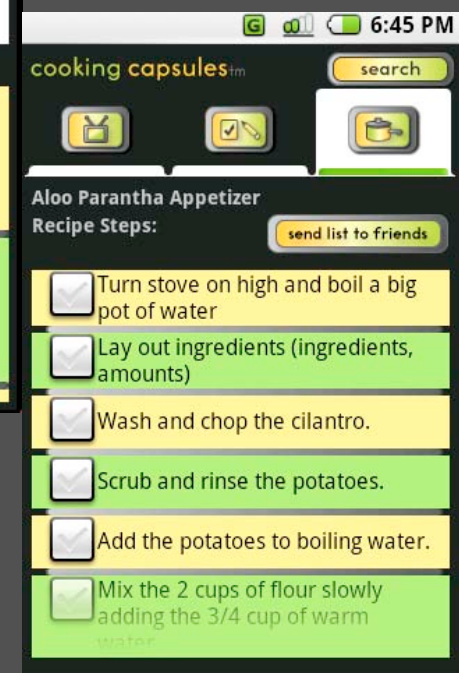 G 6:45 PM
cooking capsules tm
search
Aloo Parantha Appetizer
Recipe Steps:
send list to friends
Turn stove on high and boil a big
pot of water
Lay out ingredients (ingredients,
amounts)
Wash and chop the cilantro.
Scrub and rinse the potatoes.
Add the potatoes to boiling water.
Mix the 2 cups of flour slowly
adding the 3/4 cup of warm
water